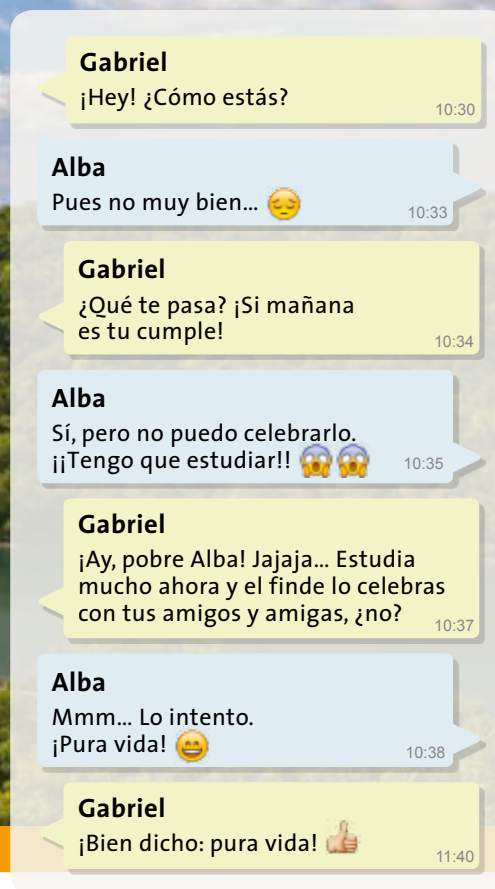 Gabriel
¡Hey! ¿Cómo estás?
10:30
Alba
Pues no muy bien... 😔
10:33
Gabriel
¿Qué te pasa? ¡Si mañana
es tu cumple!
10:34
Alba
Sí, pero no puedo celebrarlo.
¡¡Tengo que estudiar!! 😱 😱
10:35
Gabriel
¡Ay, pobre Alba! Jajaja... Estudia
mucho ahora y el finde lo celebras
con tus amigos y amigas, ¿no?
10:37
Alba
Mmm... Lo intento.
¡Pura vida! 😄
10:38
Gabriel
¡Bien dicho: pura vida! 👍
11:40